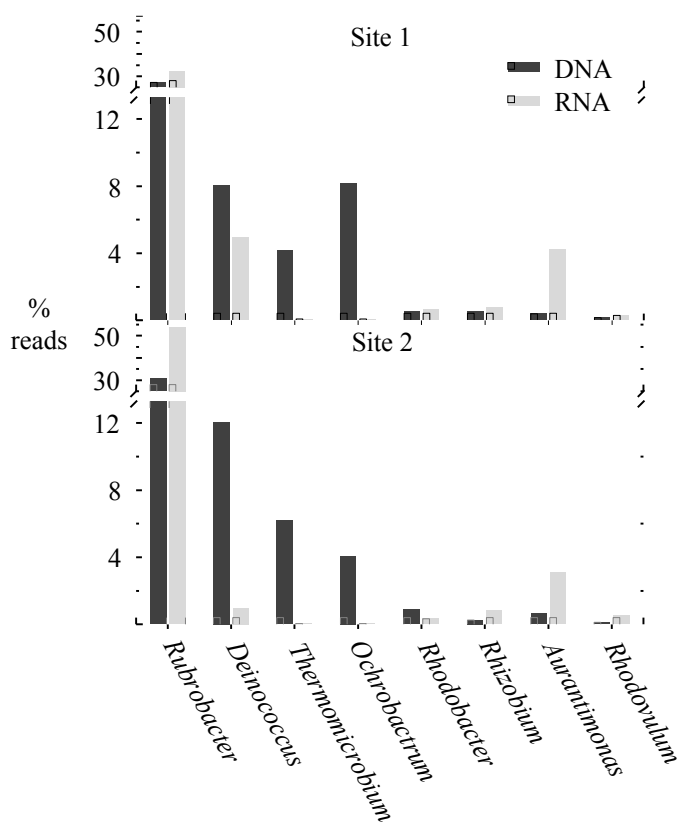 50
Site 1
30
DNA
RNA
12
8
4
%
reads
50
Site 2
30
12
8
4
Rubrobacter
Deinococcus
Thermomicrobium
Ochrobactrum
Rhodobacter
Rhizobium
Aurantimonas
Rhodovulum